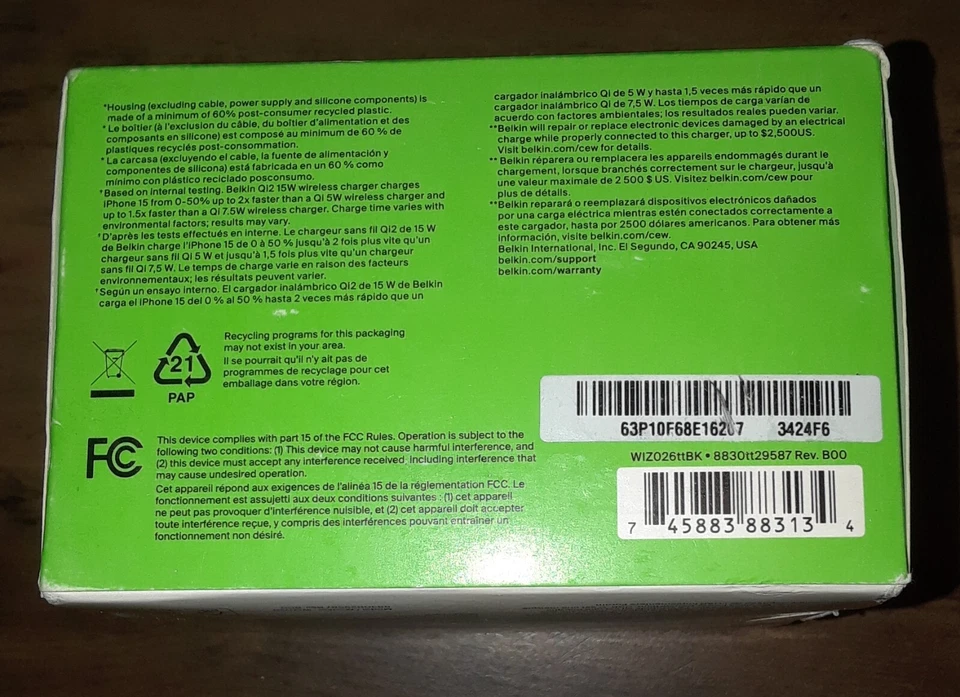 *Housing (excluding cable, power supply and silicone components) is
made of a minimum of 60% post-consumer recycled plastic.
*Le boîtier (à l'exclusion du câble, du boîtier d'alimentation et des
composants en silicone) est composé au minimum de 60 % de
plastiques recyclés post-consommation.
*La carcasa (excluyendo el cable, la fuente de alimentación y
componentes de silicona) está fabricada en un 60 % como
mínimo con plástico reciclado posconsumo.
†Based on internal testing. Belkin Qi2 15W wireless charger charges
iPhone 15 from 0-50% up to 2x faster than a Qi 5W wireless charger and
up to 1.5x faster than a Qi 7.5W wireless charger. Charge time varies with
environmental factors; results may vary.
†D'après les tests effectués en interne. Le chargeur sans fil Qi2 de 15 W
de Belkin charge l'iPhone 15 de 0 à 50 % jusqu'à 2 fois plus vite qu'un
chargeur sans fil Qi 5 W et jusqu'à 1,5 fois plus vite qu'un chargeur
sans fil Qi 7,5 W. Le temps de charge varie en raison des facteurs
environnementaux; les résultats peuvent varier.
†Según un ensayo interno. El cargador inalámbrico Qi2 de 15 W de Belkin
carga el iPhone 15 del 0 % al 50 % hasta 2 veces más rápido que un
cargador inalámbrico Qi de 5 W y hasta 1,5 veces más rápido que un
cargador inalámbrico Qi de 7,5 W. Los tiempos de carga varían de
acuerdo con factores ambientales; los resultados reales pueden variar.
**Belkin will repair or replace electronic devices damaged by an electrical
charge while properly connected to this charger, up to $2,500US.
Visit belkin.com/cew for details.
**Belkin réparera ou remplacera les appareils endommagés durant le
chargement, lorsque branchés correctement sur le chargeur, jusqu'à
une valeur maximale de 2 500 $ US. Visitez belkin.com/cew pour
plus de détails.
**Belkin reparará o reemplazará dispositivos electrónicos dañados
por una carga eléctrica mientras estén conectados correctamente a
este cargador, hasta por 2500 dólares americanos. Para obtener más
información, visite belkin.com/cew.
Belkin International, Inc. El Segundo, CA 90245, USA
belkin.com/support
belkin.com/warranty
21
PAP
Recycling programs for this packaging
may not exist in your area.
Il se pourrait qu'il n'y ait pas de
programmes de recyclage pour cet
emballage dans votre région.
FC
This device complies with part 15 of the FCC Rules. Operation is subject to the
following two conditions: (1) This device may not cause harmful interference, and
(2) this device must accept any interference received, including interference that
may cause undesired operation.
Cet appareil répond aux exigences de l'alinéa 15 de la réglementation FCC. Le
fonctionnement est assujetti aux deux conditions suivantes : (1) cet appareil
ne peut pas provoquer d'interférence nuisible, et (2) cet appareil doit accepter
toute interférence reçue, y compris des interférences pouvant entraîner un
fonctionnement non désiré.
3424F6
WIZ026ttBK • 8830tt29587 Rev. B00
7 45883 88313 4